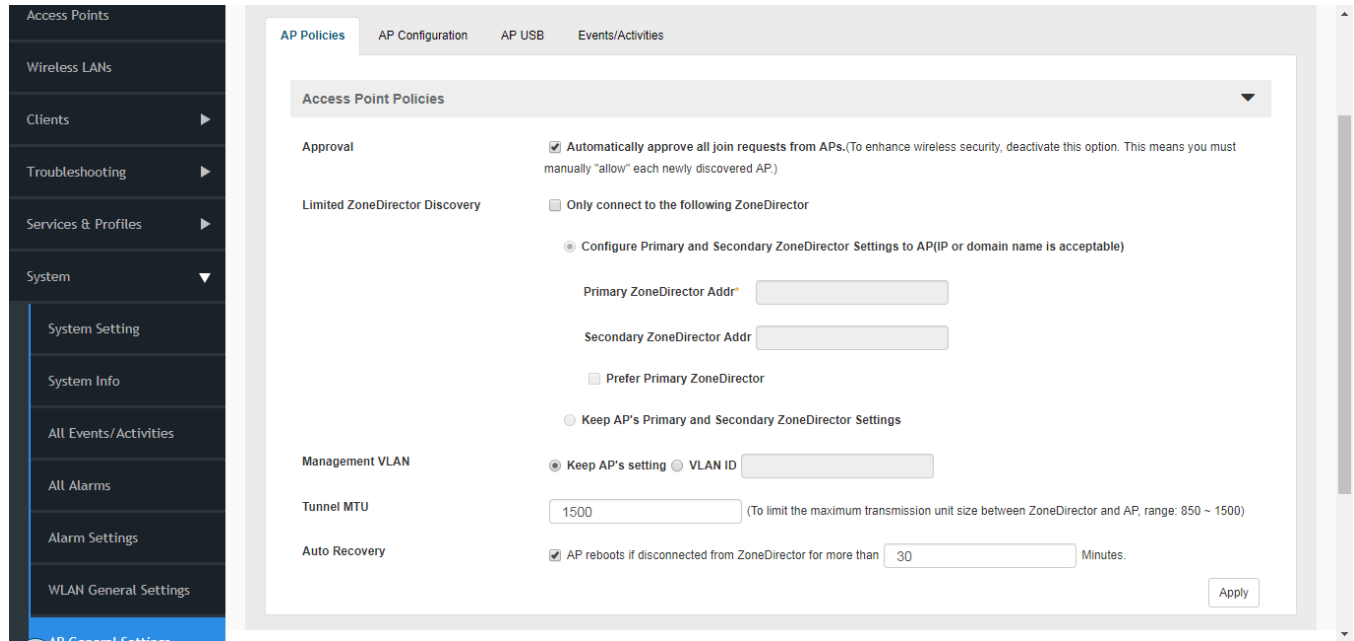 Access Points
Wireless LANs
Clients
Troubleshooting
Services & Profiles
System
System Setting
System Info
All Events/Activities
All Alarms
Alarm Settings
WLAN General Settings
AP General Settings
AP Policies AP Configuration AP USB Events/Activities
Access Point Policies
Approval
Automatically approve all join requests from APs.(To enhance wireless security, deactivate this option. This means you must
manually "allow" each newly discovered AP.)
Limited ZoneDirector Discovery
Only connect to the following ZoneDirector
Configure Primary and Secondary ZoneDirector Settings to AP(IP or domain name is acceptable)
Primary ZoneDirector Addr*
Secondary ZoneDirector Addr
Prefer Primary ZoneDirector
Keep AP's Primary and Secondary ZoneDirector Settings
Management VLAN
Keep AP's setting VLAN ID
Tunnel MTU
1500 (To limit the maximum transmission unit size between ZoneDirector and AP, range: 850 ~ 1500)
Auto Recovery
AP reboots if disconnected from ZoneDirector for more than 30 Minutes.
Apply